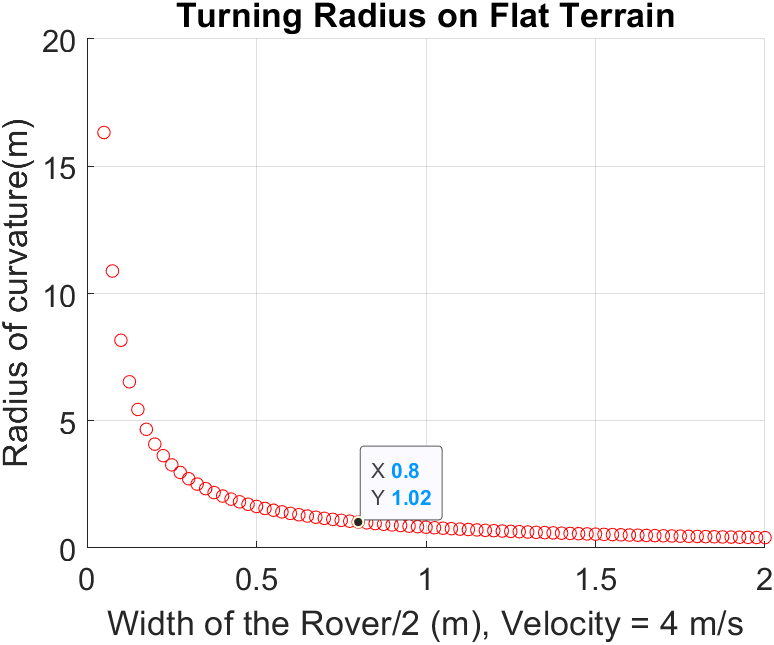 Turning Radius on Flat Terrain
Radius of curvature(m)
20
15
10
5
0
X 0.8
Y 1.02
0 0.5 1 1.5 2
Width of the Rover/2 (m), Velocity = 4 m/s